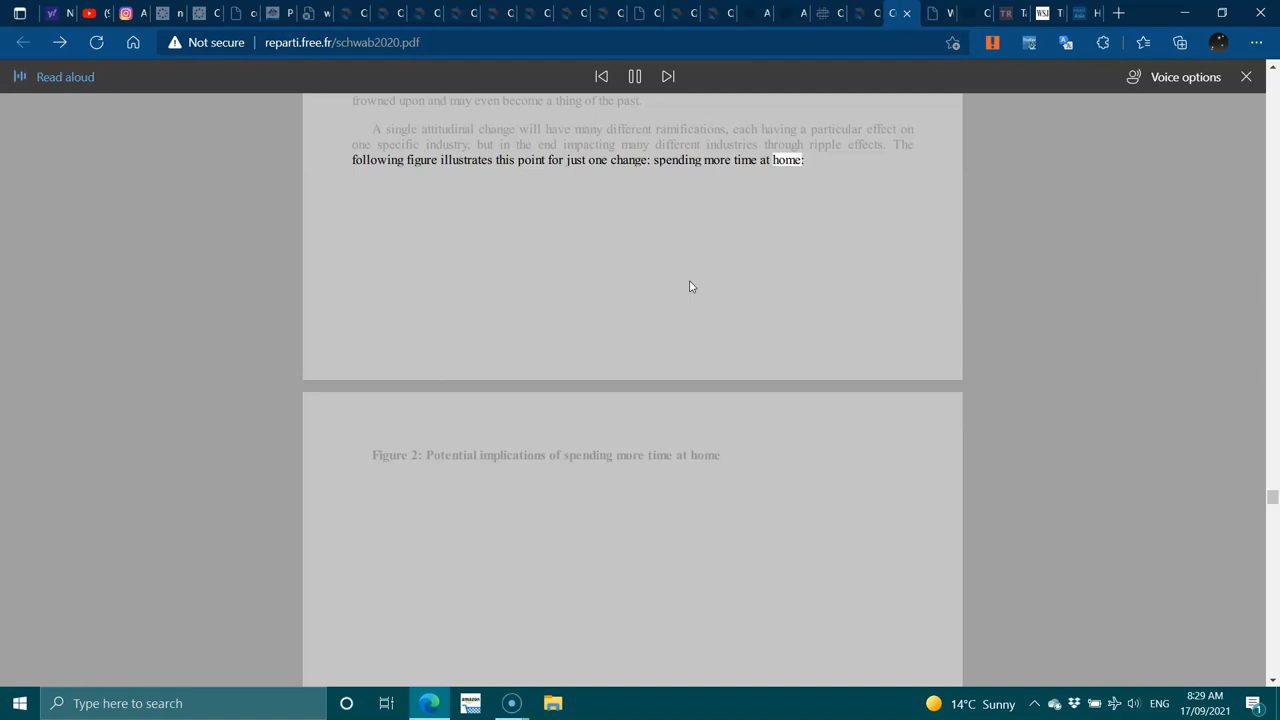 N
(
A
n
C
c
P
w
C
C
C
C
C
C
C
C
C
C
C
A
A
C
C
C
W
C
T
T
H
Not secure
reparti.free.fr/schwab2020.pdf
Read aloud
Voice options
frowned upon and may even become a thing of the past.
A single attitudinal change will have many different ramifications, each having a particular effect on
one specific industry, but in the end impacting many different industries through ripple effects. The
following figure illustrates this point for just one change: spending more time at home:
Figure 2: Potential implications of spending more time at home
Type here to search
14°C Sunny
ENG
8:29 AM
17/09/2021